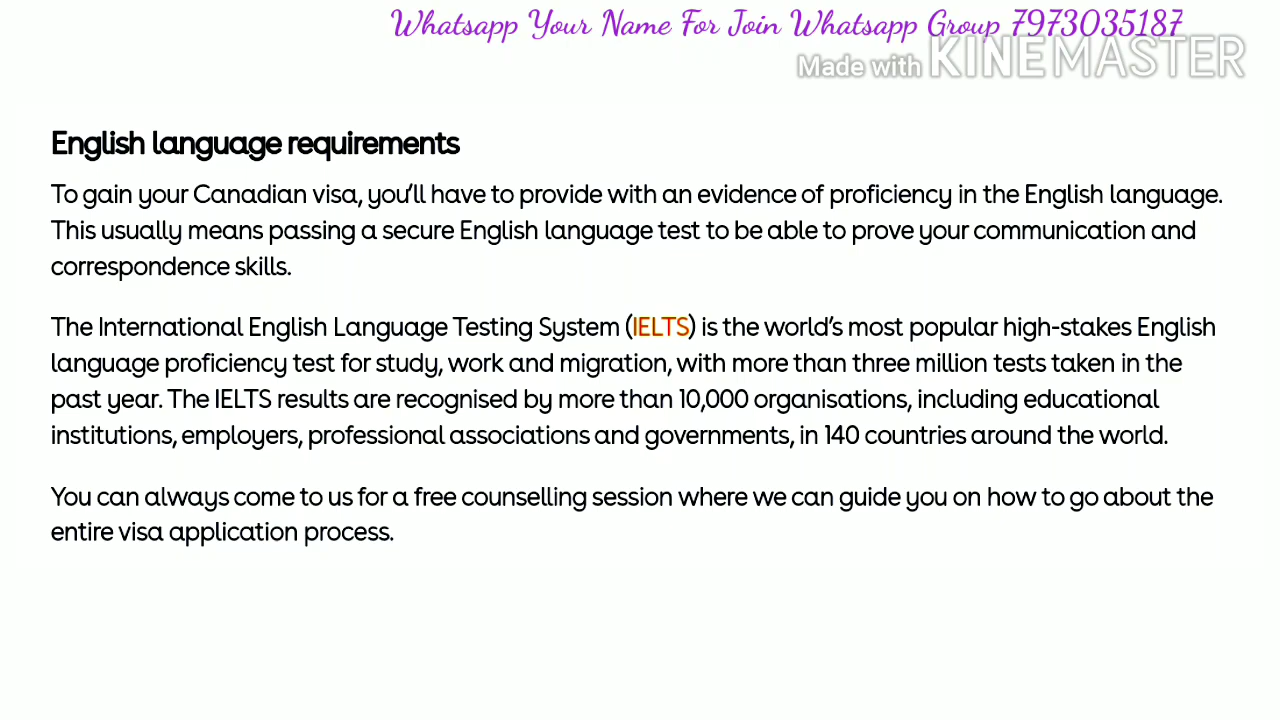 Whatsapp Your Name For Join Whatsapp Group 7973035187
Made with KINEMASTER
English language requirements
To gain your Canadian visa, you’ll have to provide with an evidence of proficiency in the English language.
This usually means passing a secure English language test to be able to prove your communication and
correspondence skills.
The International English Language Testing System (IELTS) is the world’s most popular high-stakes English
language proficiency test for study, work and migration, with more than three million tests taken in the
past year. The IELTS results are recognised by more than 10,000 organisations, including educational
institutions, employers, professional associations and governments, in 140 countries around the world.
You can always come to us for a free counselling session where we can guide you on how to go about the
entire visa application process.